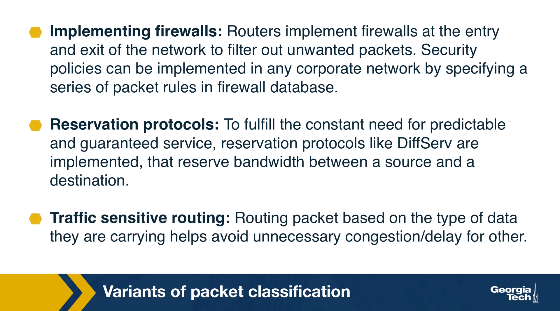 Implementing firewalls: Routers implement firewalls at the entry
and exit of the network to filter out unwanted packets. Security
policies can be implemented in any corporate network by specifying a
series of packet rules in firewall database.
Reservation protocols: To fulfill the constant need for predictable
and guaranteed service, reservation protocols like DiffServ are
implemented, that reserve bandwidth between a source and a
destination.
Traffic sensitive routing: Routing packet based on the type of data
they are carrying helps avoid unnecessary congestion/delay for other.
Variants of packet classification
Georgia
Tech